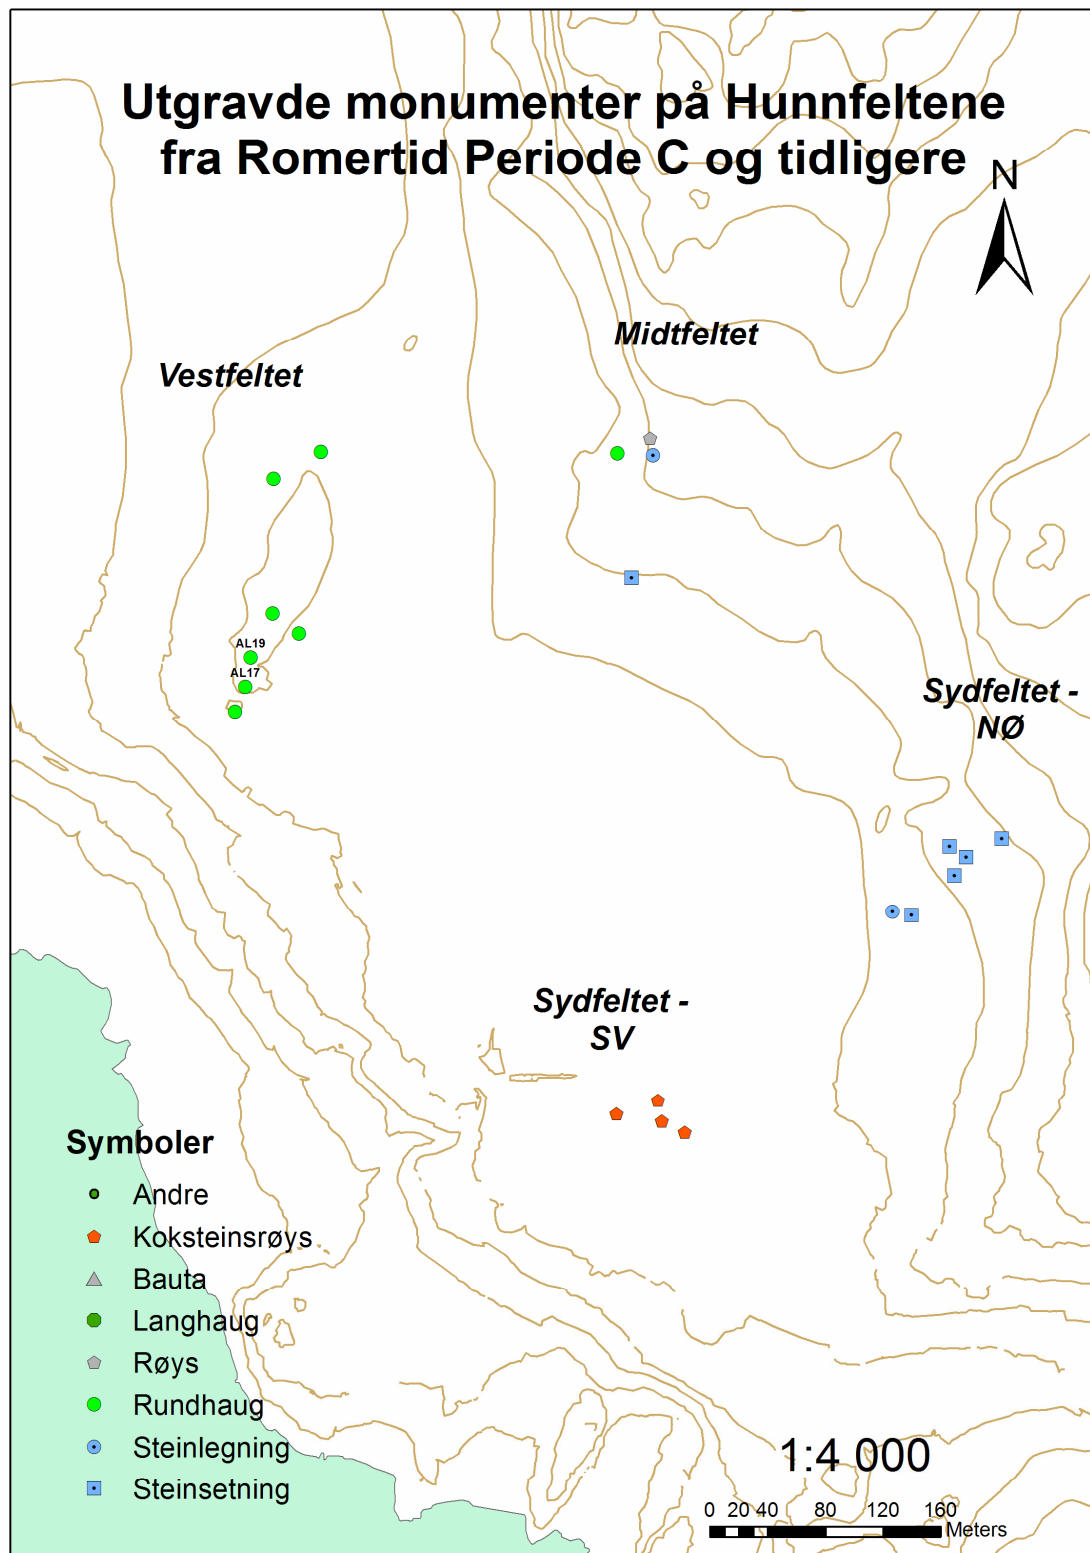 Utgravde monumenter på Hunnfeltene
fra Romertid Periode C og tidligere
N
Midtfeltet
Vestfeltet
AL19
AL17
Sydfeltet -
NØ
Sydfeltet -
SV
Symboler
Andre
Koksteinsrøys
Bauta
Langhaug
Røys
Rundhaug
Steinlegning
Steinsetning
1:4 000
0 20 40 80 120 160
Meters